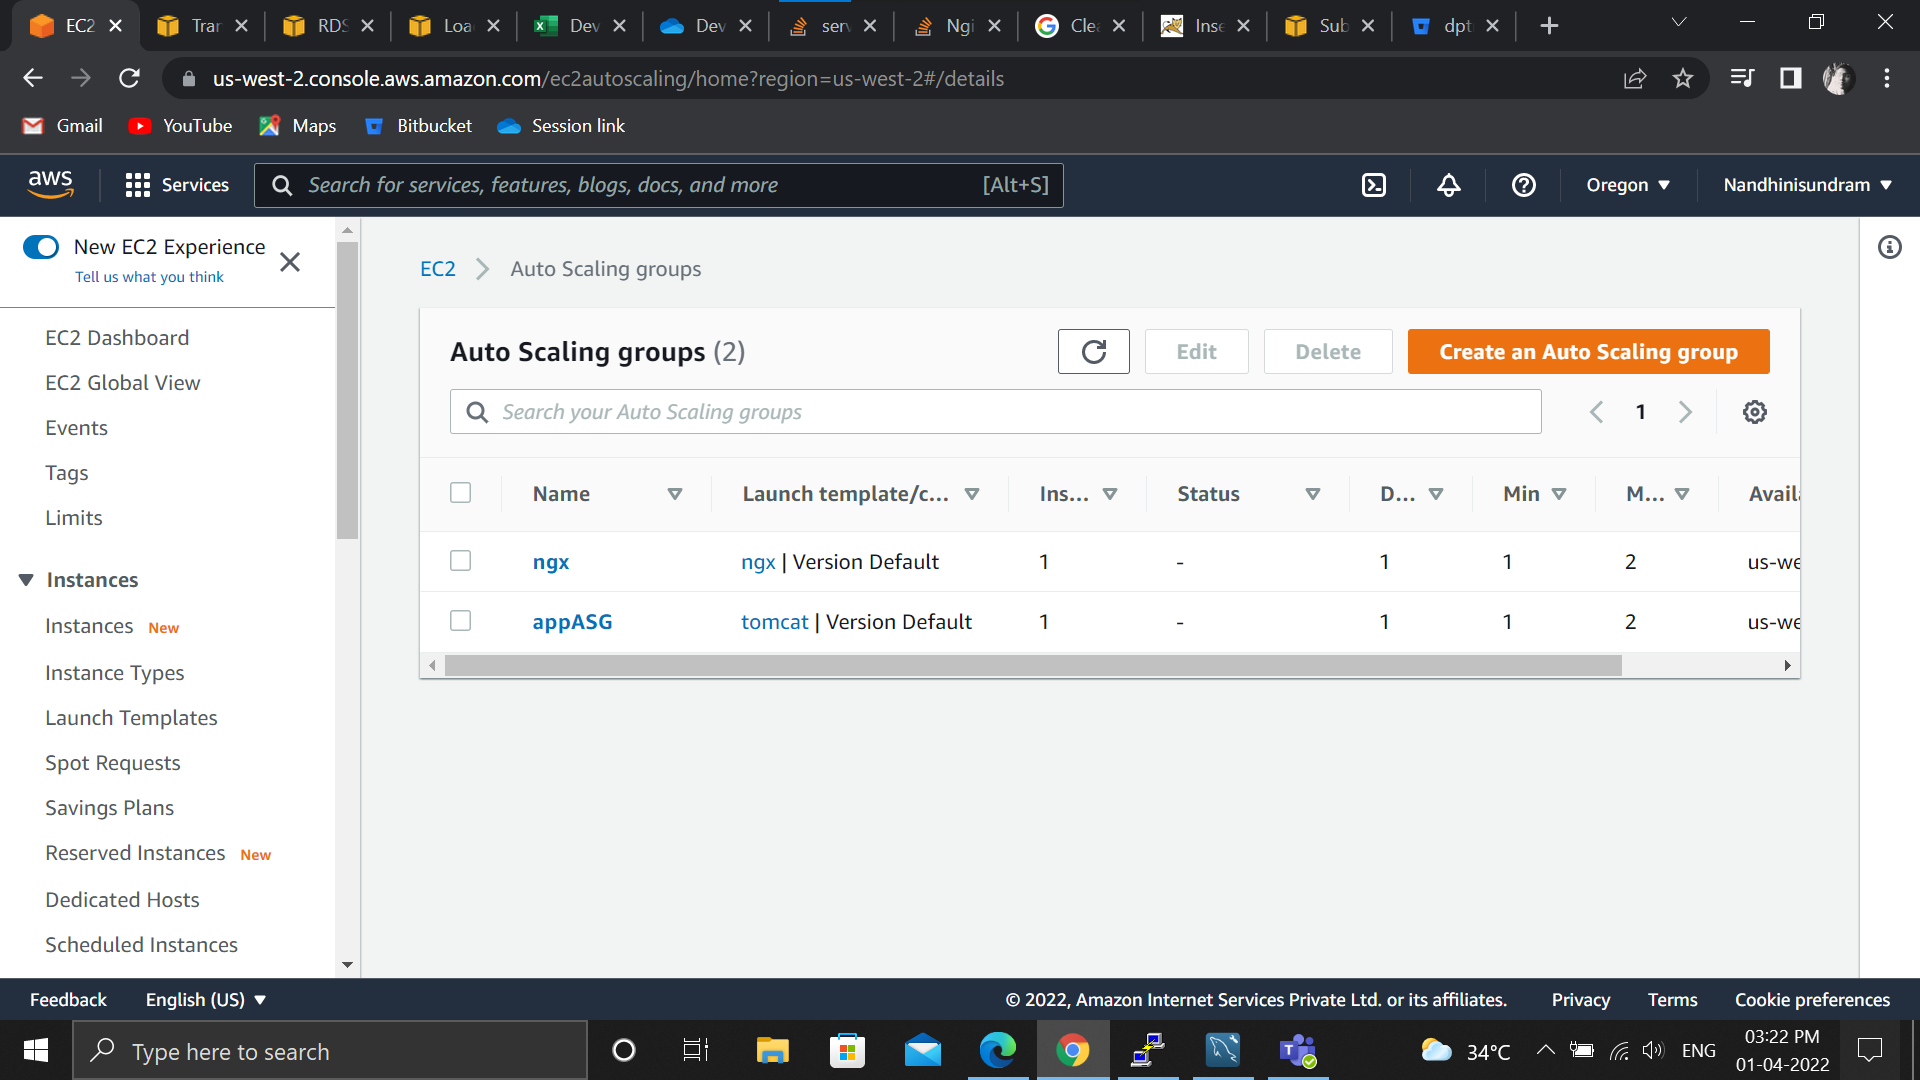 EC2
Trar
RDS
Loa
Dev
Dev
serv
Ngi
Clea
Inse
Sub
dpt
us-west-2.console.aws.amazon.com/ec2autoscaling/home?region=us-west-2#/details
Gmail
YouTube
Maps
Bitbucket
Session link
aws
Services
Search for services, features, blogs, docs, and more
[Alt+S]
Oregon
Nandhinisundram
New EC2 Experience
Tell us what you think
EC2 Dashboard
EC2 Global View
Events
Tags
Limits
Instances
Instances New
Instance Types
Launch Templates
Spot Requests
Savings Plans
Reserved Instances New
Dedicated Hosts
Scheduled Instances
EC2 > Auto Scaling groups
Auto Scaling groups (2)
Edit
Delete
Create an Auto Scaling group
Search your Auto Scaling groups
1
Name Launch template/c... Ins... Status D... Min M... Avail
ngx ngx | Version Default 1 - 1 1 2 us-we
appASG tomcat | Version Default 1 - 1 1 2 us-we
Feedback English (US) © 2022, Amazon Internet Services Private Ltd. or its affiliates. Privacy Terms Cookie preferences
Type here to search
34°C
ENG
03:22 PM
01-04-2022